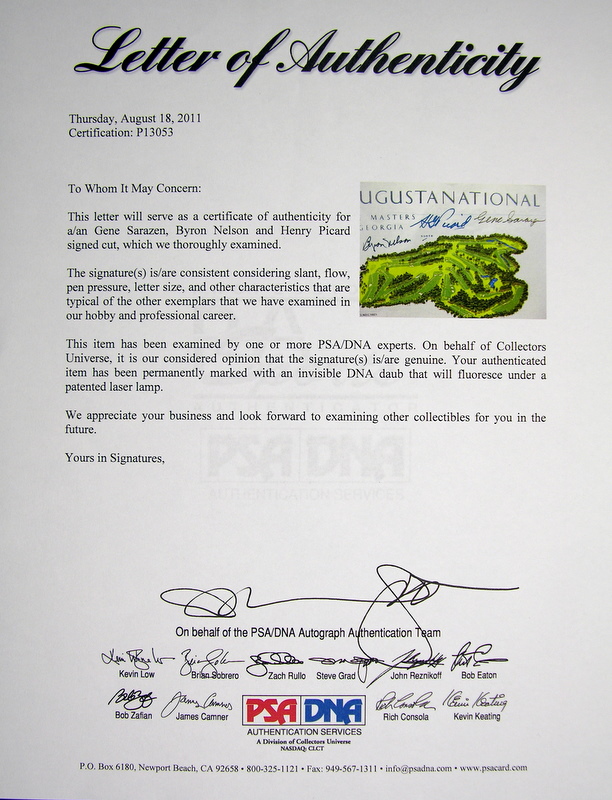 Letter of Authenticity
Thursday, August 18, 2011
Certification: P13053
To Whom It May Concern:
This letter will serve as a certificate of authenticity for
a/an Gene Sarazen, Byron Nelson and Henry Picard
signed cut, which we thoroughly examined.
UGUSTANATIONAL
MASTERS
GEORGIA
H G Picard
Gene Sarazen
Byron Nelson
The signature(s) is/are consistent considering slant, flow,
pen pressure, letter size, and other characteristics that are
typical of the other exemplars that we have examined in
our hobby and professional career.
This item has been examined by one or more PSA/DNA experts. On behalf of Collectors
Universe, it is our considered opinion that the signature(s) is/are genuine. Your authenticated
item has been permanently marked with an invisible DNA daub that will fluoresce under a
patented laser lamp.
We appreciate your business and look forward to examining other collectibles for you in the
future.
Yours in Signatures,
PSA DNA
AUTHENTICATION SERVICES
On behalf of the PSA/DNA Autograph Authentication Team
Kevin Low Brian Sobrero Zach Rullo Steve Grad John Reznikoff Bob Eaton
Bob Zafian James Camner Rich Consola Kevin Keating
PSA DNA
AUTHENTICATION SERVICES
A Division of Collectors Universe
NASDAQ: CLCT
P.O. Box 6180, Newport Beach, CA 92658 • 800-325-1121 • Fax: 949-567-1311 • info@psadna.com • www.psacard.com